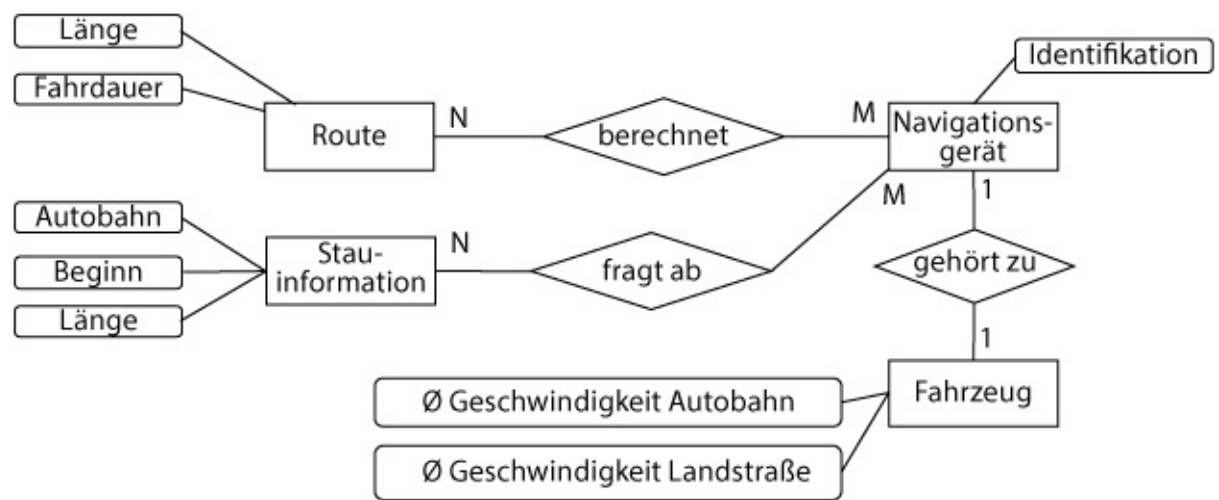 Länge
Identifikation
Fahrdauer
Route
N
berechnet
M
Navigations-
gerät
Autobahn
Beginn
Länge
Stau-
information
N
fragt ab
M
1
gehört zu
1
Fahrzeug
Ø Geschwindigkeit Autobahn
Ø Geschwindigkeit Landstraße